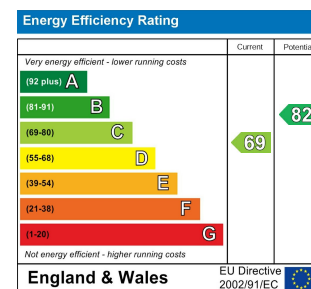 Energy Efficiency Rating
Current
Potentia
Very energy efficient - lower running costs
(92 plus) A
(81-91) B
82
(69-80) C
69
(55-68) D
(39-54) E
(21-38) F
(1-20) G
Not energy efficient - higher running costs
England & Wales
EU Directive
2002/91/EC